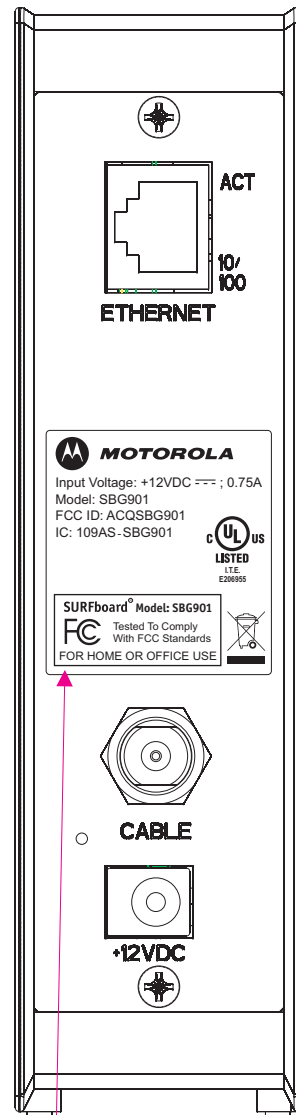 ACT
10/
100
ETHERNET
MOTOROLA
Input Voltage: +12VDC ⎓ ; 0.75A
Model: SBG901
FCC ID: ACQSBG901
IC: 109AS-SBG901
C UL US
LISTED
I.T.E.
E206955
SURFboard® Model: SBG901
FC Tested To Comply
With FCC Standards
FOR HOME OR OFFICE USE
CABLE
+12VDC